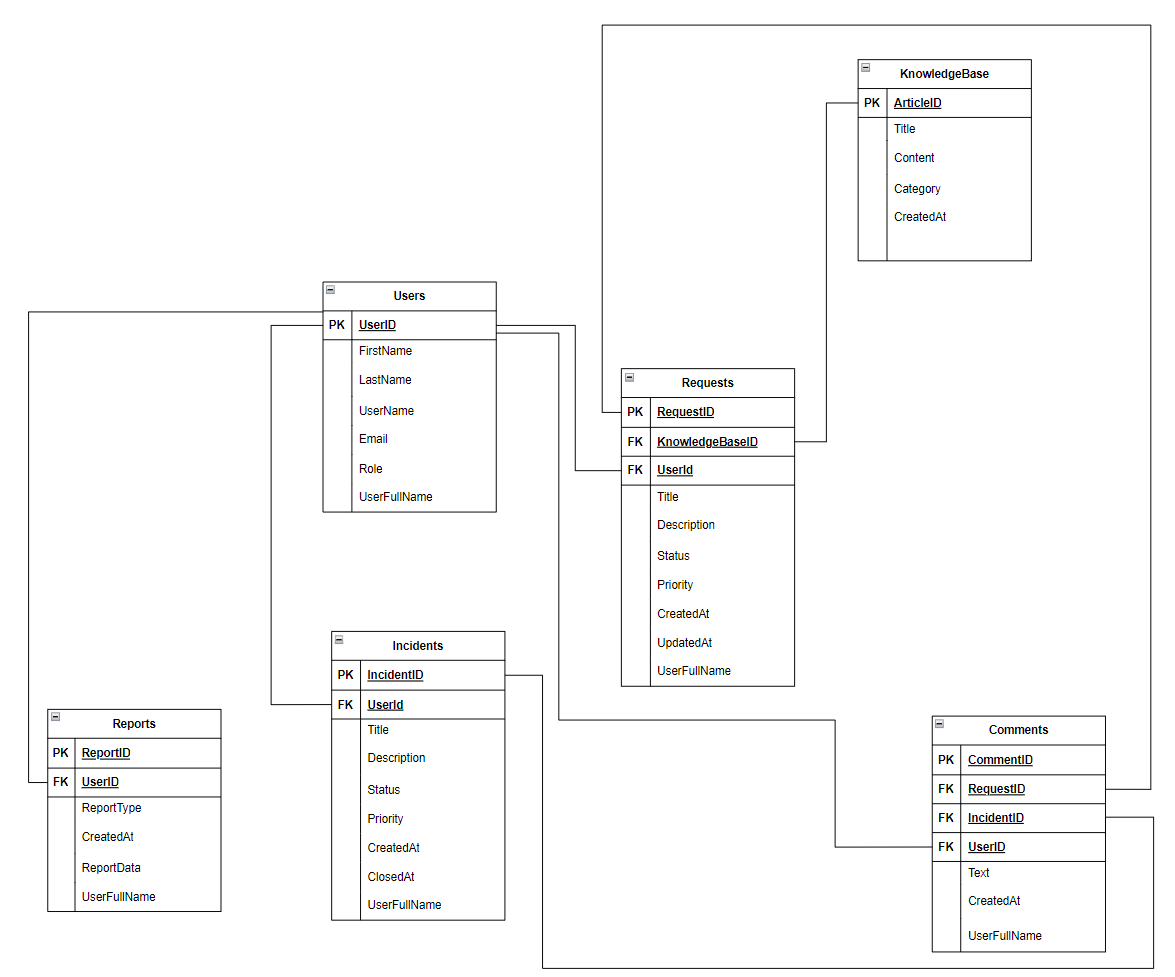 KnowledgeBase
PK ArticleID
Title
Content
Category
CreatedAt
Users
PK UserID
FirstName
LastName
UserName
Email
Role
UserFullName
Requests
PK RequestID
FK KnowledgeBaseID
FK UserId
Title
Description
Status
Priority
CreatedAt
UpdatedAt
UserFullName
Incidents
PK IncidentID
FK UserId
Title
Description
Status
Priority
CreatedAt
ClosedAt
UserFullName
Reports
PK ReportID
FK UserID
ReportType
CreatedAt
ReportData
UserFullName
Comments
PK CommentID
FK RequestID
FK IncidentID
FK UserID
Text
CreatedAt
UserFullName